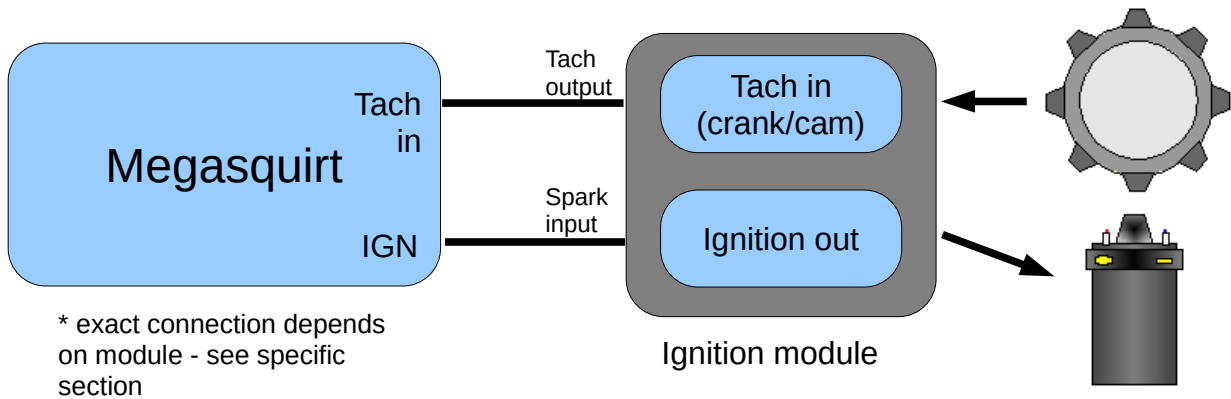 Megasquirt
Tach
in
IGN
Tach
output
Spark
input
Tach in
(crank/cam)
Ignition out
Ignition module
* exact connection depends
on module - see specific
section